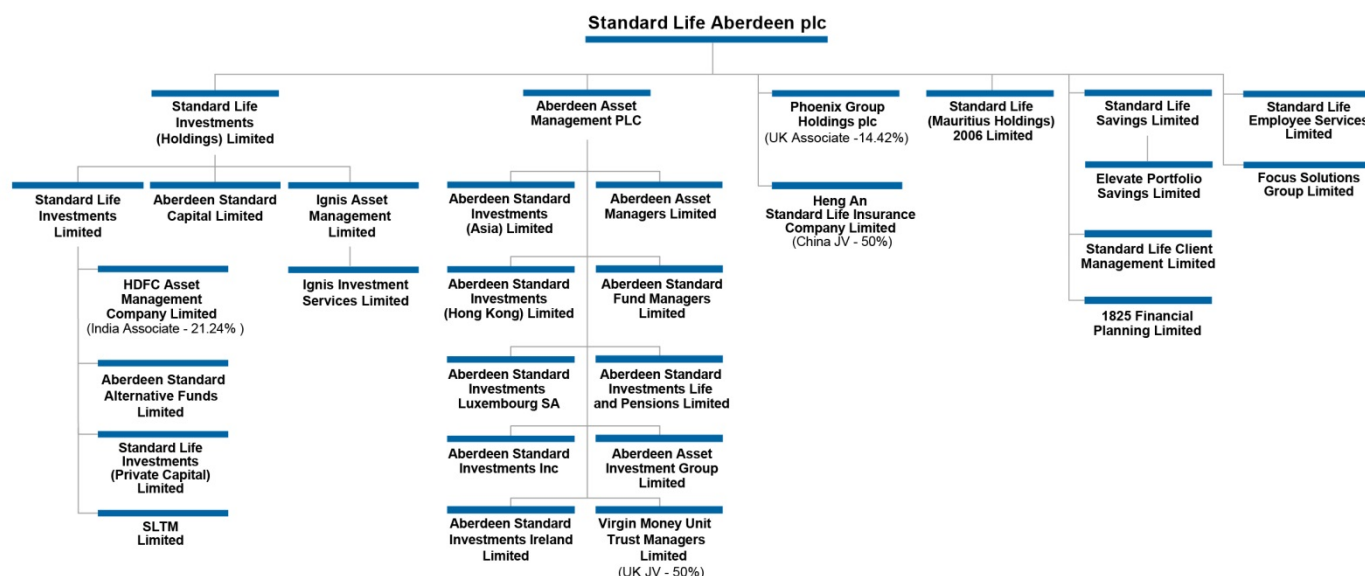 Standard Life Aberdeen plc
Standard Life
Investments
(Holdings) Limited
Aberdeen Asset
Management PLC
Phoenix Group
Holdings plc
(UK Associate -14.42%)
Standard Life
(Mauritius Holdings)
2006 Limited
Standard Life
Savings Limited
Standard Life
Employee Services
Limited
Standard Life
Investments
Limited
Aberdeen Standard
Capital Limited
Ignis Asset
Management
Limited
Aberdeen Standard
Investments
(Asia) Limited
Aberdeen Asset
Managers Limited
Heng An
Standard Life Insurance
Company Limited
(China JV - 50%)
Elevate Portfolio
Savings Limited
Focus Solutions
Group Limited
HDFC Asset
Management
Company Limited
(India Associate - 21.24% )
Ignis Investment
Services Limited
Aberdeen Standard
Investments
(Hong Kong) Limited
Aberdeen Standard
Fund Managers
Limited
Standard Life Client
Management Limited
1825 Financial
Planning Limited
Aberdeen Standard
Alternative Funds
Limited
Aberdeen Standard
Investments
Luxembourg SA
Aberdeen Standard
Investments Life
and Pensions Limited
Standard Life
Investments
(Private Capital)
Limited
Aberdeen Standard
Investments Inc
Aberdeen Asset
Investment Group
Limited
SLTM
Limited
Aberdeen Standard
Investments Ireland
Limited
Virgin Money Unit
Trust Managers
Limited
(UK JV - 50%)